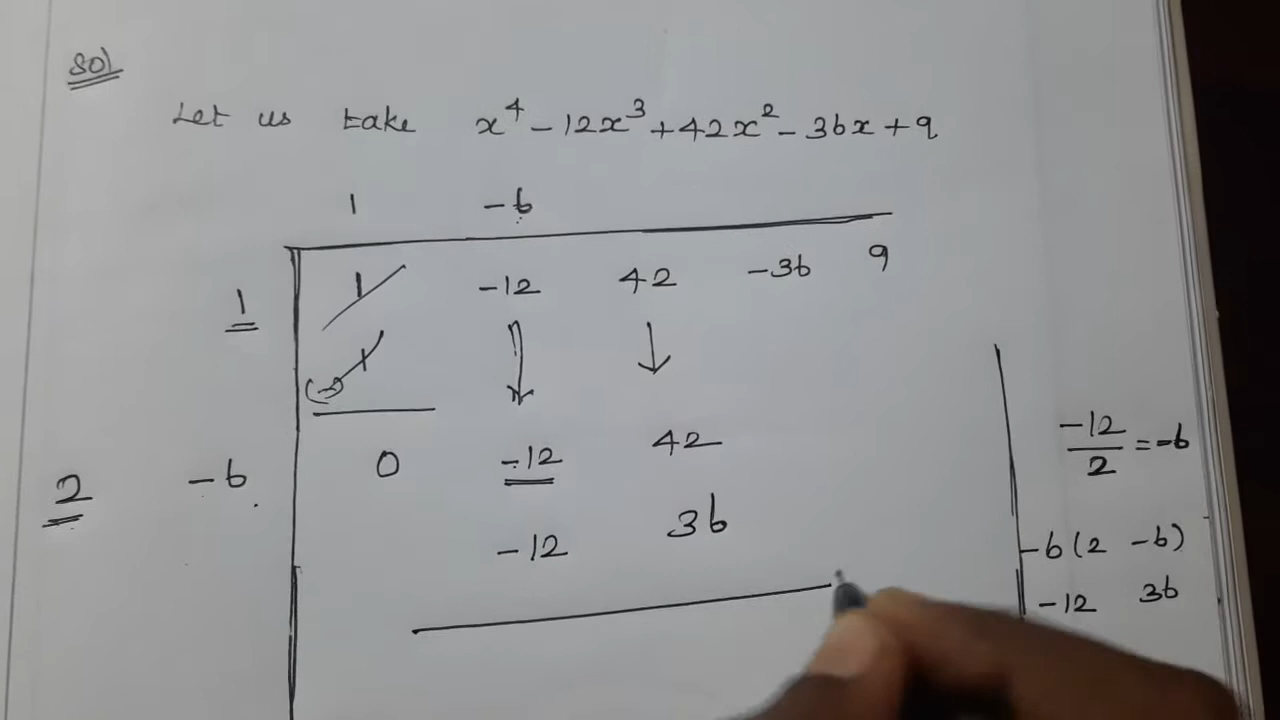 Sol
Let us take x⁴ - 12x³ + 42x² - 36x + 9
1 -6
1 1 -12 42 -36 9
1
(-)
2 -6 0 -12 42
-12 36
-12/2 = -6
-6(2 -6)
-12 36